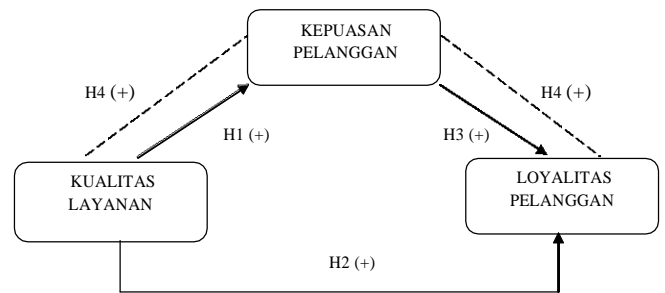 KEPUASAN
PELANGGAN
H4 (+)
H4 (+)
H1 (+)
H3 (+)
KUALITAS
LAYANAN
LOYALITAS
PELANGGAN
H2 (+)